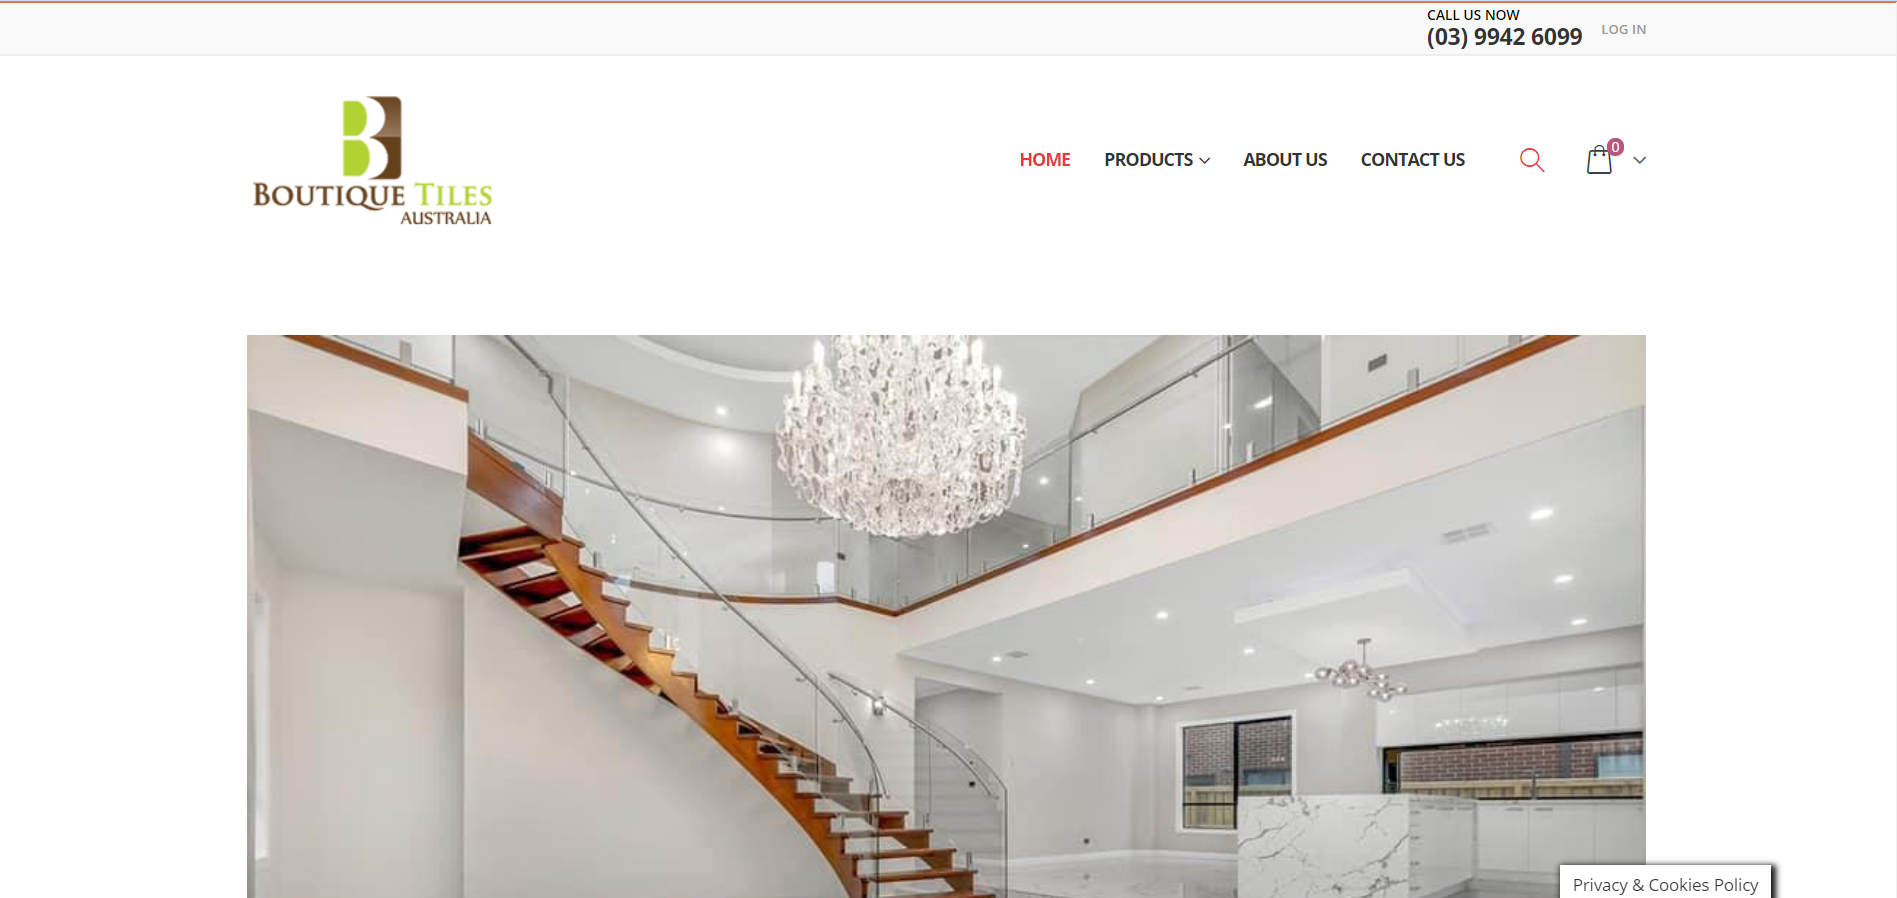 CALL US NOW
(03) 9942 6099
LOG IN
B
BOUTIQUE TILES
AUSTRALIA
HOME
PRODUCTS
ABOUT US
CONTACT US
0
Privacy & Cookies Policy